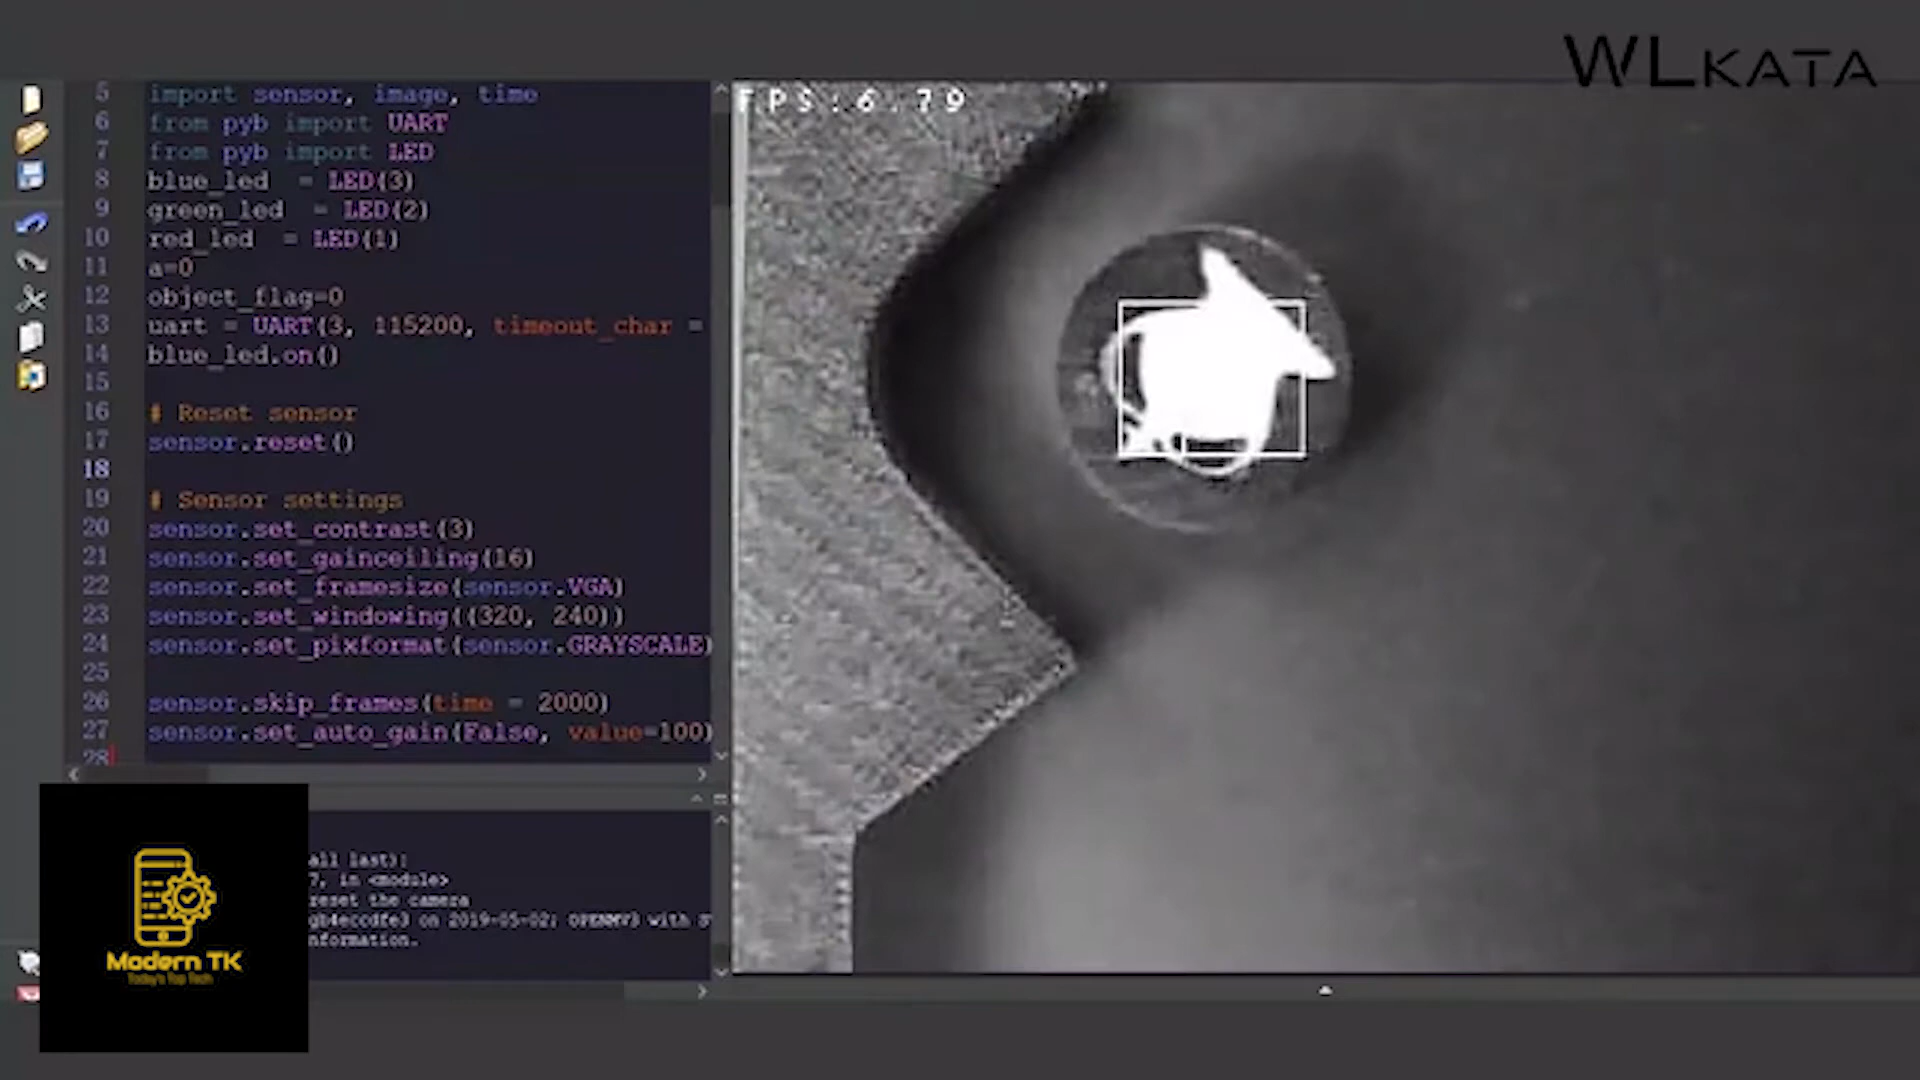 WLKATA
5 import sensor, image, time
6 from pyb import UART
7 from pyb import LED
8 blue_led  = LED(3)
9 green_led  = LED(2)
10 red_led  = LED(1)
11 a=0
12 object_flag=0
13 uart = UART(3, 115200, timeout_char =
14 blue_led.on()
15
16 # Reset sensor
17 sensor.reset()
18
19 # Sensor settings
20 sensor.set_contrast(3)
21 sensor.set_gainceiling(16)
22 sensor.set_framesize(sensor.VGA)
23 sensor.set_windowing((320, 240))
24 sensor.set_pixformat(sensor.GRAYSCALE)
25
26 sensor.skip_frames(time = 2000)
27 sensor.set_auto_gain(False, value=100)
28
FPS:6.79
all last):
7, in <module>
reset the camera
gb4eccdfe3 on 2019-05-02; OPENMV3 with
nformation.
Modern TK
Today's Top Tech